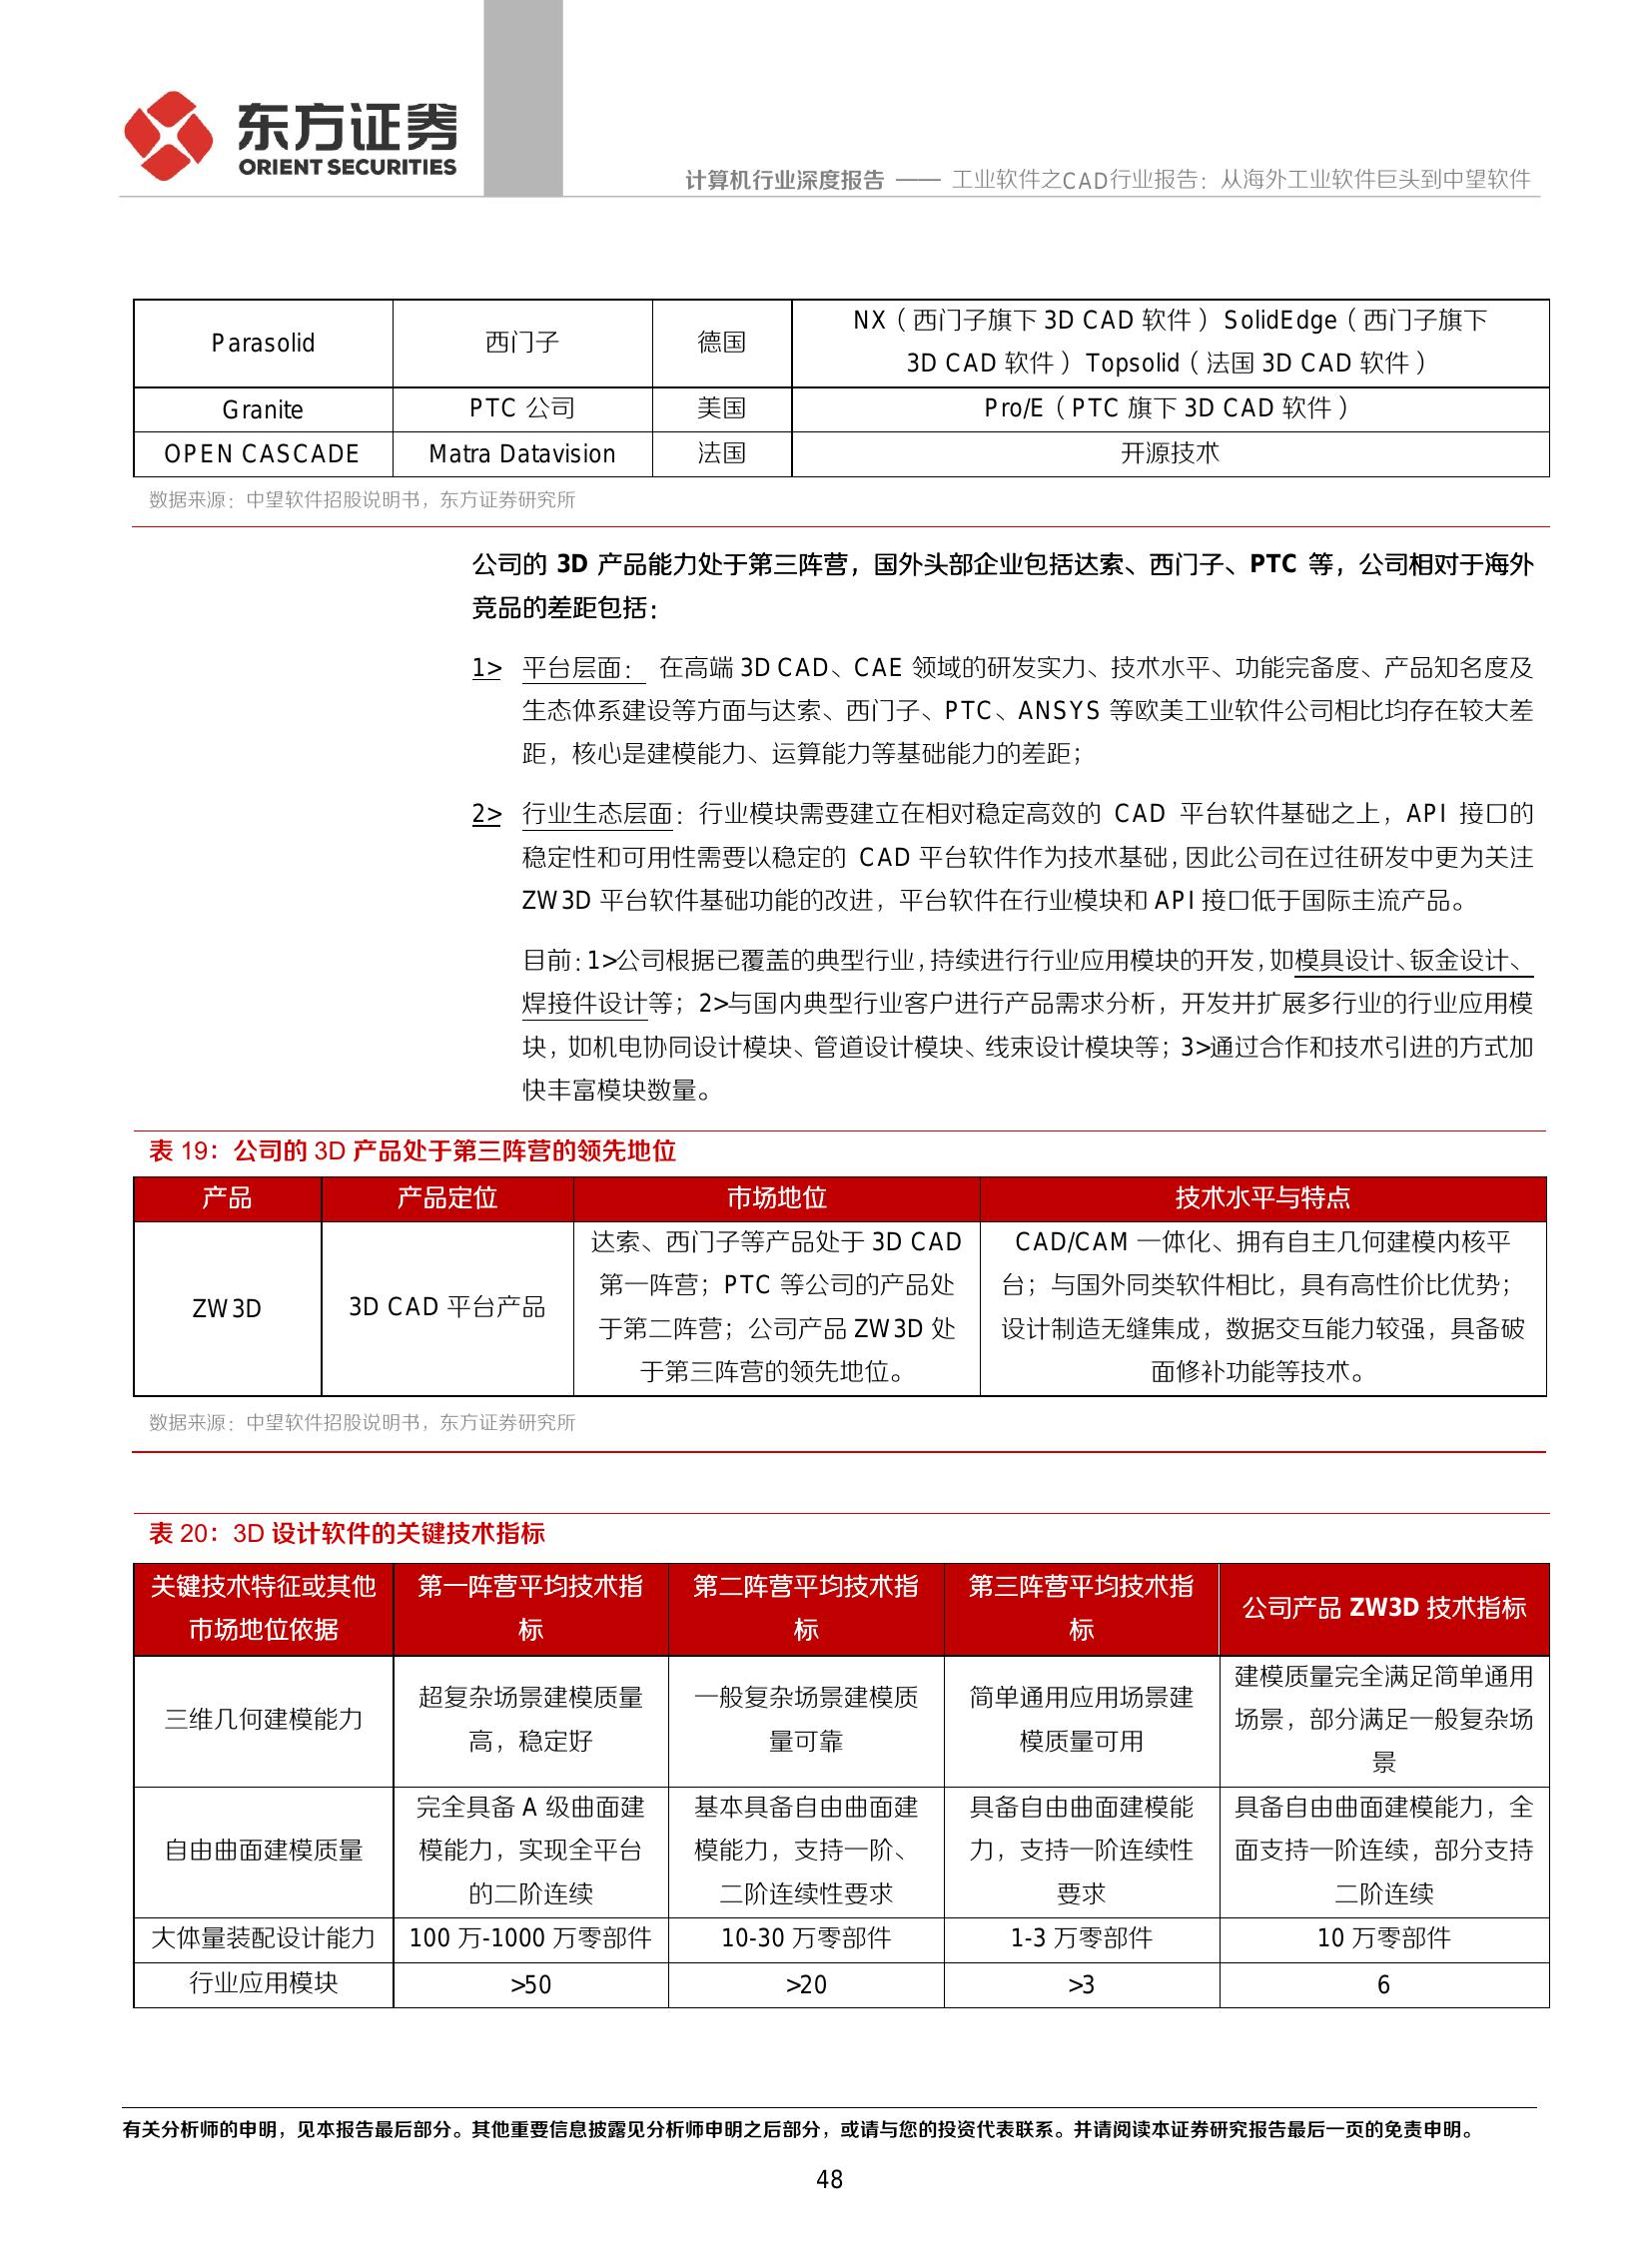 东方证券
ORIENT SECURITIES
计算机行业深度报告 —— 工业软件之CAD行业报告：从海外工业软件巨头到中望软件
Parasolid 西门子 德国 NX（西门子旗下 3D CAD 软件）SolidEdge（西门子旗下
3D CAD 软件）Topsolid（法国 3D CAD 软件）
Granite PTC 公司 美国 Pro/E（PTC 旗下 3D CAD 软件）
OPEN CASCADE Matra Datavision 法国 开源技术
数据来源：中望软件招股说明书，东方证券研究所
公司的 3D 产品能力处于第三阵营，国外头部企业包括达索、西门子、PTC 等，公司相对于海外
竞品的差距包括：
1> 平台层面： 在高端 3D CAD、CAE 领域的研发实力、技术水平、功能完备度、产品知名度及
生态体系建设等方面与达索、西门子、PTC、ANSYS 等欧美工业软件公司相比均存在较大差
距，核心是建模能力、运算能力等基础能力的差距；
2> 行业生态层面：行业模块需要建立在相对稳定高效的 CAD 平台软件基础之上，API 接口的
稳定性和可用性需要以稳定的 CAD 平台软件作为技术基础，因此公司在过往研发中更为关注
ZW3D 平台软件基础功能的改进，平台软件在行业模块和 API 接口低于国际主流产品。
目前：1>公司根据已覆盖的典型行业，持续进行行业应用模块的开发，如模具设计、钣金设计、
焊接件设计等；2>与国内典型行业客户进行产品需求分析，开发并扩展多行业的行业应用模
块，如机电协同设计模块、管道设计模块、线束设计模块等；3>通过合作和技术引进的方式加
快丰富模块数量。
表 19：公司的 3D 产品处于第三阵营的领先地位
产品 产品定位 市场地位 技术水平与特点
ZW3D 3D CAD 平台产品
达索、西门子等产品处于 3D CAD
第一阵营；PTC 等公司的产品处
于第二阵营；公司产品 ZW3D 处
于第三阵营的领先地位。
CAD/CAM 一体化、拥有自主几何建模内核平
台；与国外同类软件相比，具有高性价比优势；
设计制造无缝集成，数据交互能力较强，具备破
面修补功能等技术。
数据来源：中望软件招股说明书，东方证券研究所
表 20：3D 设计软件的关键技术指标
关键技术特征或其他
市场地位依据
第一阵营平均技术指
标
第二阵营平均技术指
标
第三阵营平均技术指
标
公司产品 ZW3D 技术指标
三维几何建模能力
超复杂场景建模质量
高，稳定好
一般复杂场景建模质
量可靠
简单通用应用场景建
模质量可用
建模质量完全满足简单通用
场景，部分满足一般复杂场
景
自由曲面建模质量
完全具备 A 级曲面建
模能力，实现全平台
的二阶连续
基本具备自由曲面建
模能力，支持一阶、
二阶连续性要求
具备自由曲面建模能
力，支持一阶连续性
要求
具备自由曲面建模能力，全
面支持一阶连续，部分支持
二阶连续
大体量装配设计能力 100 万-1000 万零部件 10-30 万零部件 1-3 万零部件 10 万零部件
行业应用模块 >50 >20 >3 6
有关分析师的申明，见本报告最后部分。其他重要信息披露见分析师申明之后部分，或请与您的投资代表联系。并请阅读本证券研究报告最后一页的免责申明。
48